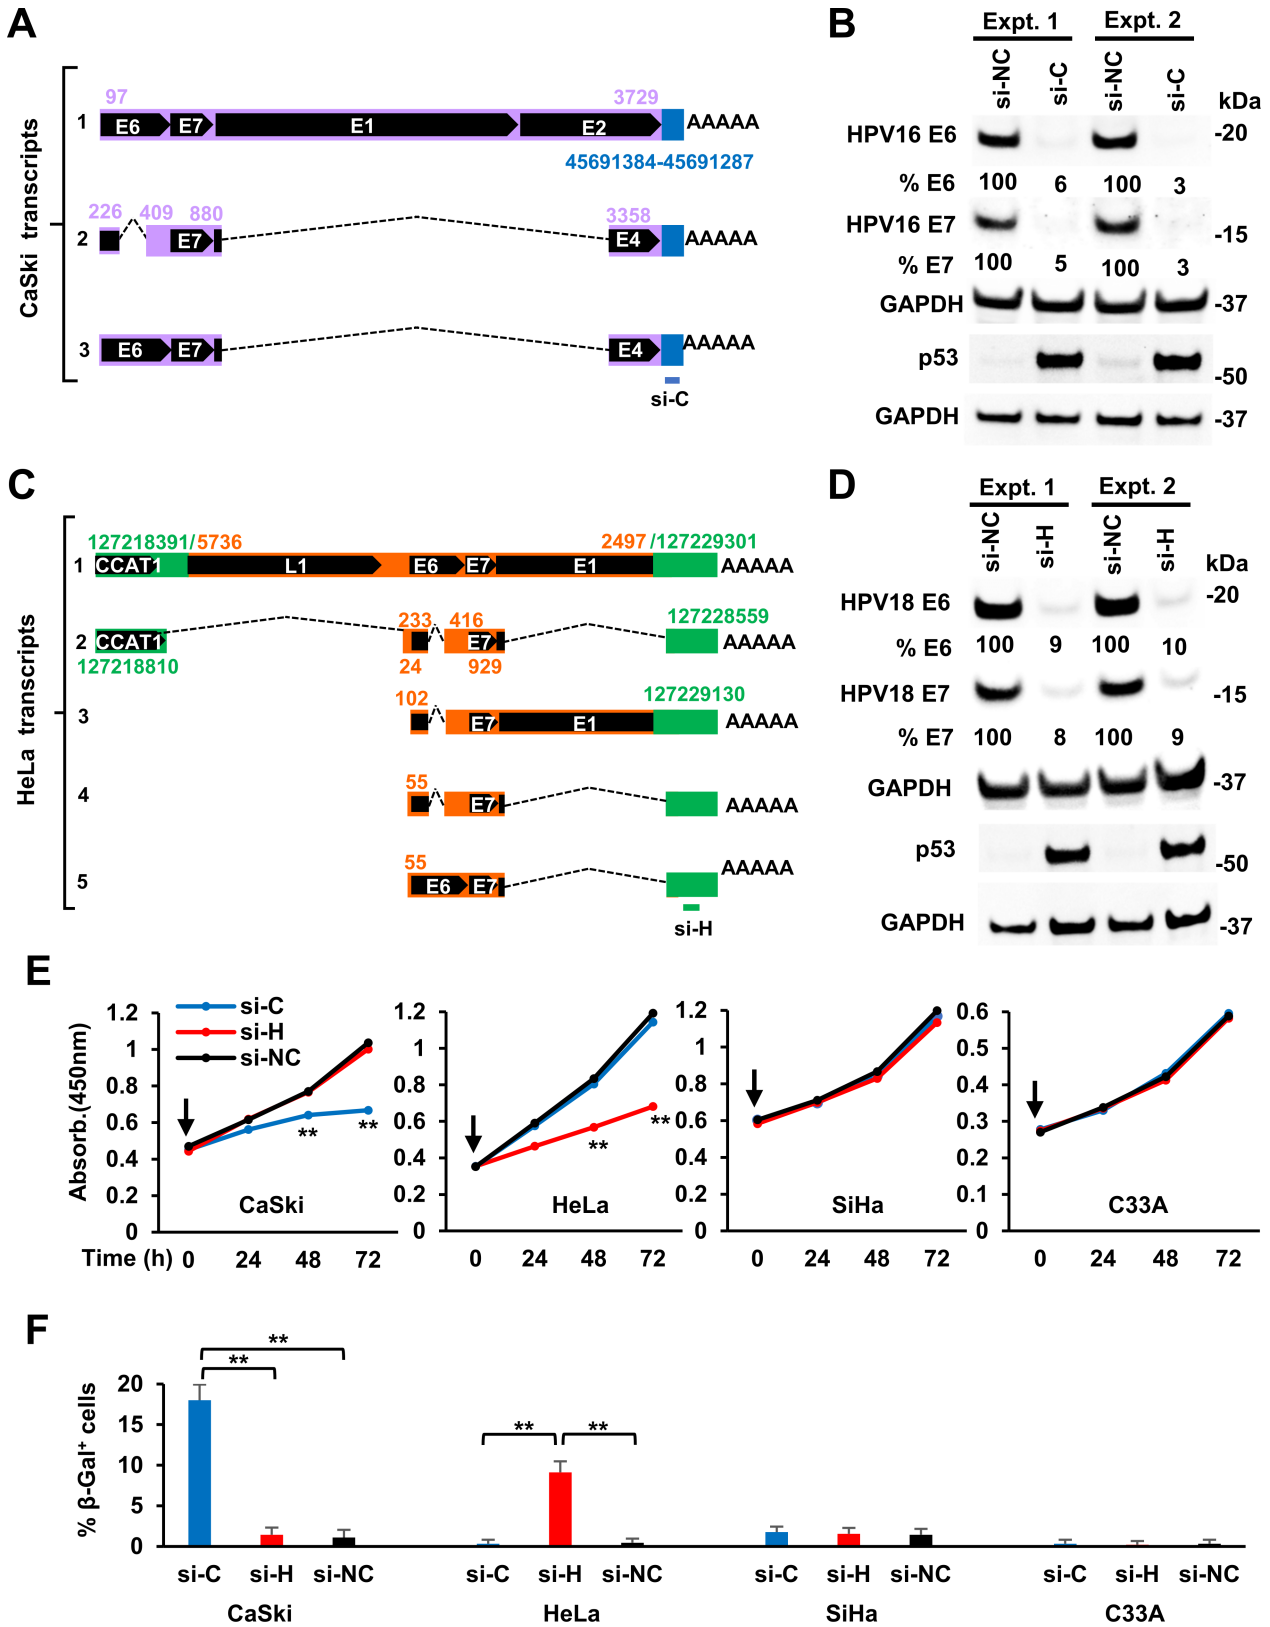 A
CaSki transcripts
97
3729
1
E6
E7
E1
E2
AAAAA
45691384-45691287
226
409
880
3358
2
E7
E4
AAAAA
3
E6
E7
E4
AAAAA
si-C
B
Expt. 1
Expt. 2
si-NC
si-C
si-NC
si-C
kDa
HPV16 E6
-20
% E6
100
6
100
3
HPV16 E7
-15
% E7
100
5
100
3
GAPDH
-37
p53
-50
GAPDH
-37
C
HeLa transcripts
127218391/5736
2497/127229301
1
CCAT1
L1
E6
E7
E1
AAAAA
233
416
127228559
2
CCAT1
E7
AAAAA
127218810
24
929
102
127229130
3
E7
E1
AAAAA
55
4
E7
AAAAA
55
5
E6
E7
AAAAA
si-H
D
Expt. 1
Expt. 2
si-NC
si-H
si-NC
si-H
kDa
HPV18 E6
-20
% E6
100
9
100
10
HPV18 E7
-15
% E7
100
8
100
9
GAPDH
-37
p53
-50
GAPDH
-37
E
si-C
si-H
si-NC
Absorb.(450nm)
1.2
1
0.8
0.6
0.4
0.2
0
**
**
CaSki
Time (h)
0
24
48
72
1.2
1
0.8
0.6
0.4
0.2
0
**
**
HeLa
0
24
48
72
1.2
1
0.8
0.6
0.4
0.2
0
SiHa
0
24
48
72
0.6
0.5
0.4
0.3
0.2
0.1
0
C33A
0
24
48
72
F
% β-Gal⁺ cells
20
15
10
5
0
**
**
**
**
si-C
si-H
si-NC
si-C
si-H
si-NC
si-C
si-H
si-NC
si-C
si-H
si-NC
CaSki
HeLa
SiHa
C33A